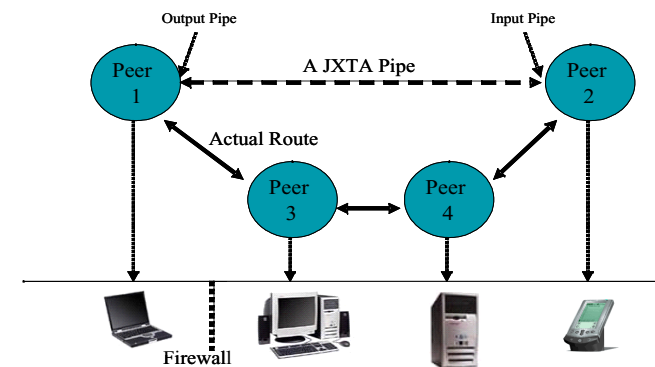 Output Pipe
Input Pipe
A JXTA Pipe
Peer
1
Peer
2
Actual Route
Peer
3
Peer
4
Firewall